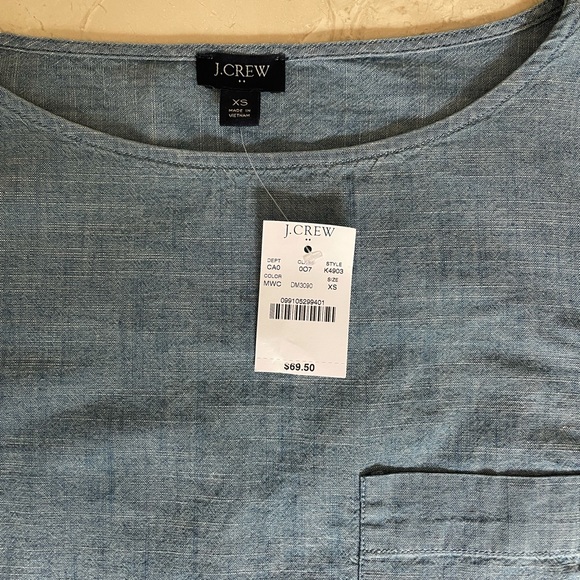 J.CREW
XS
MADE IN
VIETNAM
J.CREW
DEPT STYLE
CA0 007 K4903
COLOR SIZE
MWC DM3090 XS
099105299401
$69.50